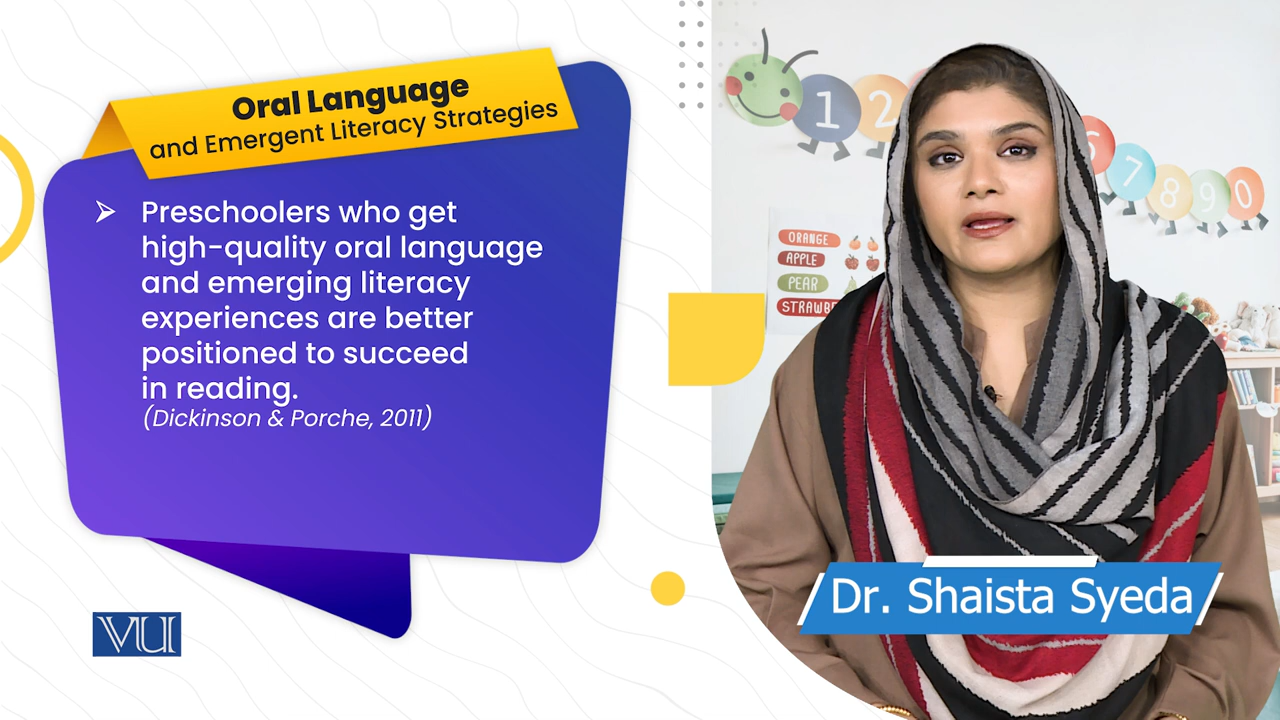 Oral Language
and Emergent Literacy Strategies
➢ Preschoolers who get
high-quality oral language
and emerging literacy
experiences are better
positioned to succeed
in reading.
(Dickinson & Porche, 2011)
VU
1 2
6 7 8 9 0
ORANGE
APPLE
PEAR
STRAWBE
Dr. Shaista Syeda